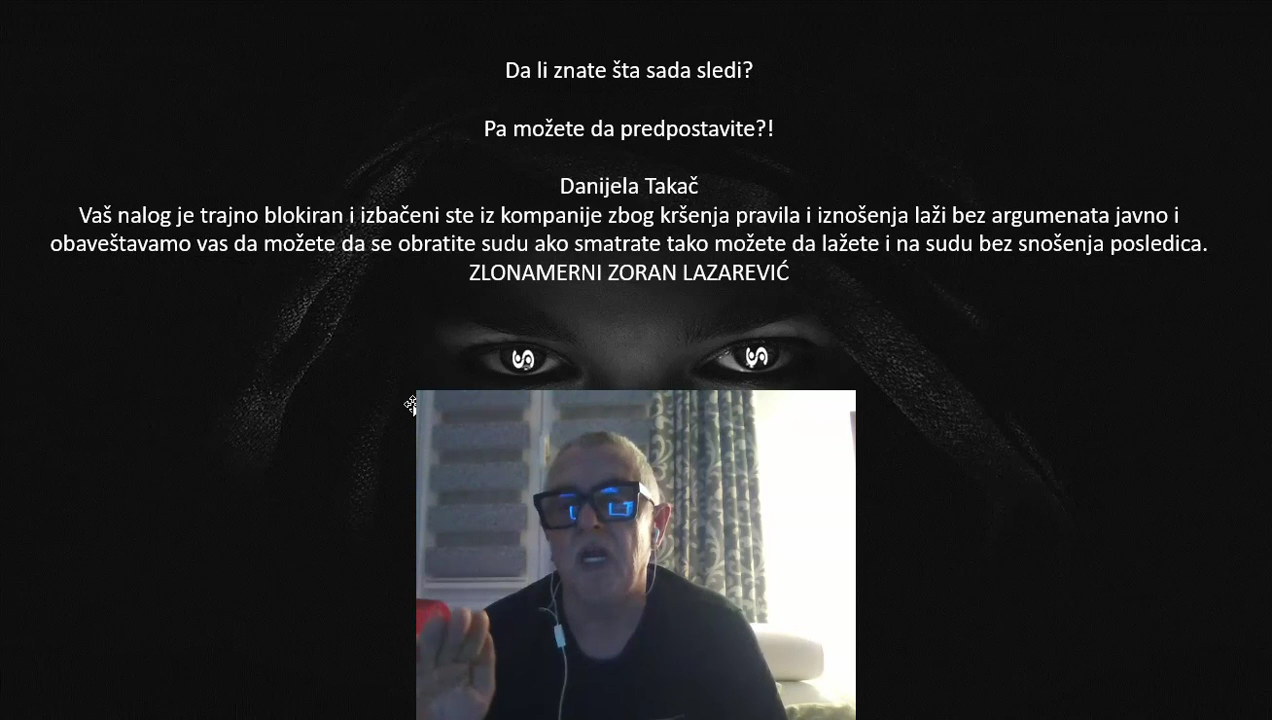 Da li znate šta sada sledi?
Pa možete da predpostavite?!
Danijela Takač
Vaš nalog je trajno blokiran i izbačeni ste iz kompanije zbog kršenja pravila i iznošenja laži bez argumenata javno i
obaveštavamo vas da možete da se obratite sudu ako smatrate tako možete da lažete i na sudu bez snošenja posledica.
ZLONAMERNI ZORAN LAZAREVIĆ